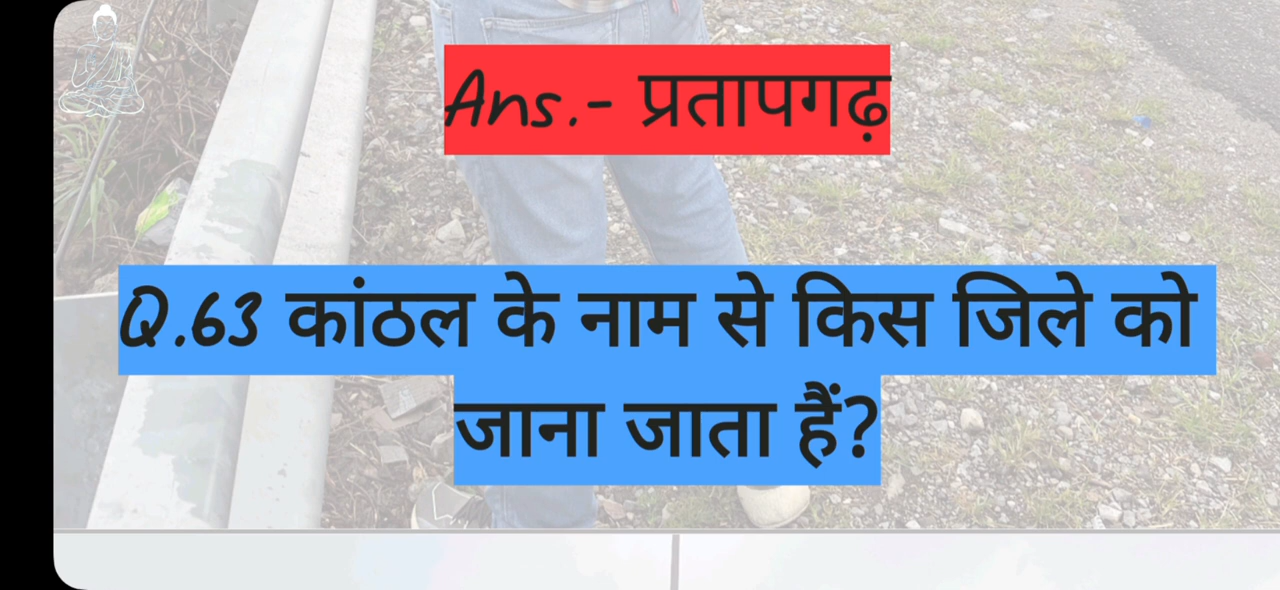 Ans.- प्रतापगढ़
Q.63 कांठल के नाम से किस जिले को
जाना जाता हैं?